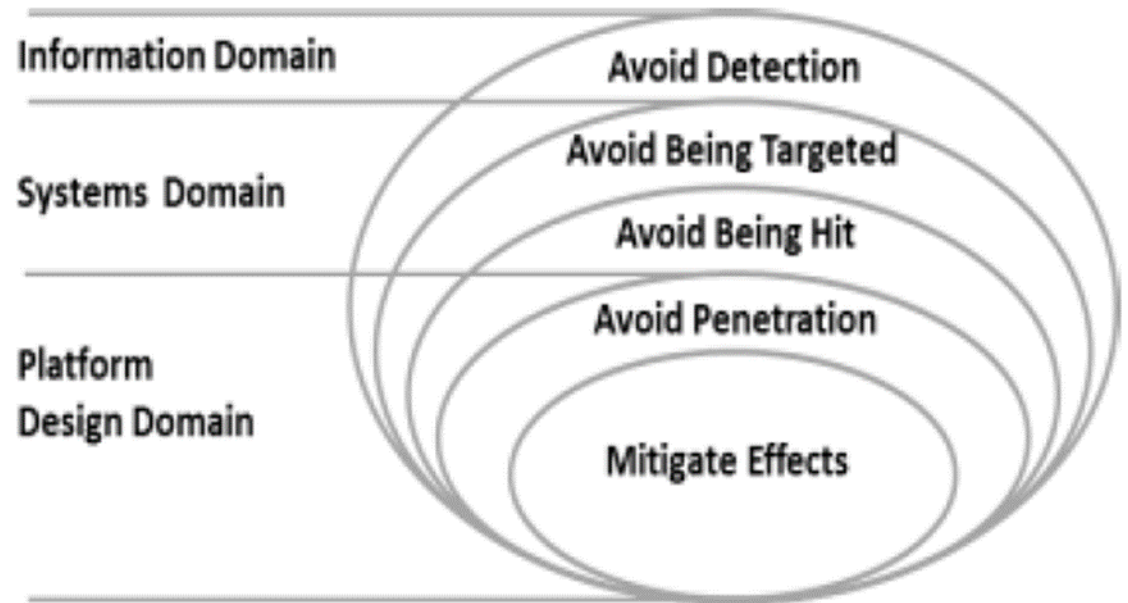 Information Domain
Avoid Detection
Avoid Being Targeted
Systems Domain
Avoid Being Hit
Avoid Penetration
Platform
Design Domain
Mitigate Effects